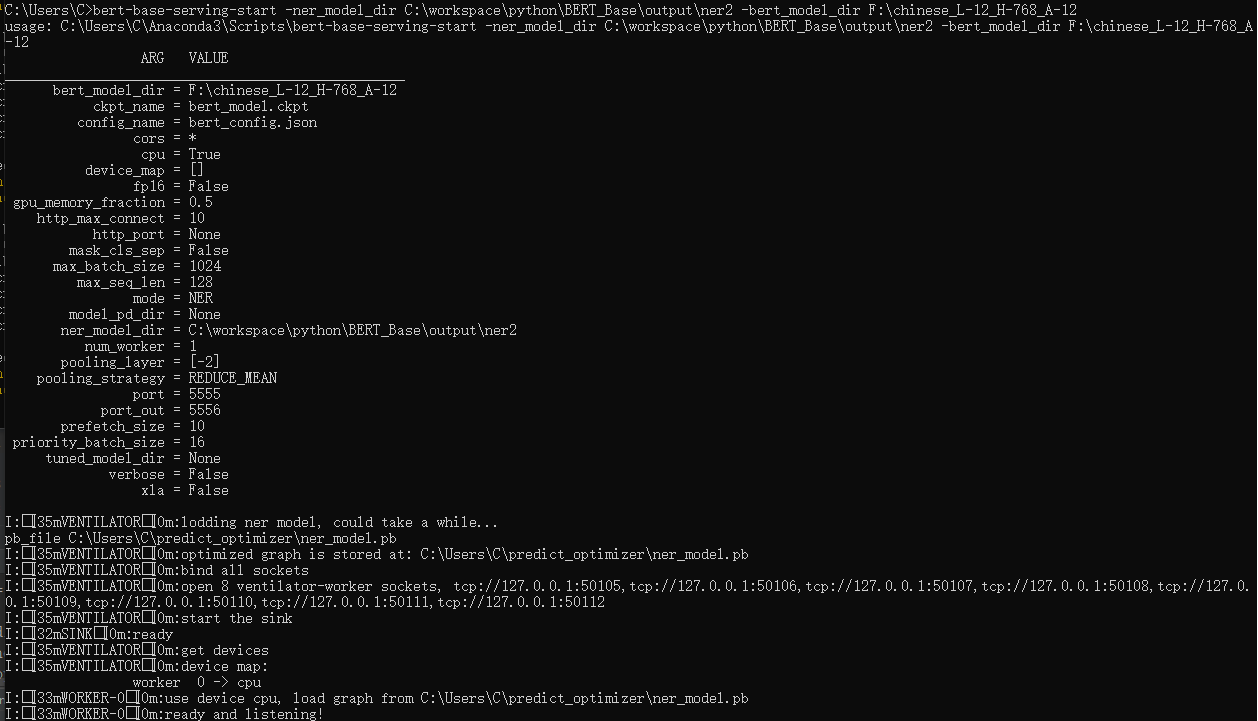 C:\Users\C>bert-base-serving-start -ner_model_dir C:\workspace\python\BERT_Base\output\ner2 -bert_model_dir F:\chinese_L-12_H-768_A-12
usage: C:\Users\C\Anaconda3\Scripts\bert-base-serving-start -ner_model_dir C:\workspace\python\BERT_Base\output\ner2 -bert_model_dir F:\chinese_L-12_H-768_A
-12
ARG VALUE
bert_model_dir = F:\chinese_L-12_H-768_A-12
ckpt_name = bert_model.ckpt
config_name = bert_config.json
cors = *
cpu = True
device_map = []
fp16 = False
gpu_memory_fraction = 0.5
http_max_connect = 10
http_port = None
mask_cls_sep = False
max_batch_size = 1024
max_seq_len = 128
mode = NER
model_pd_dir = None
ner_model_dir = C:\workspace\python\BERT_Base\output\ner2
num_worker = 1
pooling_layer = [-2]
pooling_strategy = REDUCE_MEAN
port = 5555
port_out = 5556
prefetch_size = 10
priority_batch_size = 16
tuned_model_dir = None
verbose = False
xla = False
I:[35mVENTILATOR[0m:lodding ner model, could take a while...
pb_file C:\Users\C\predict_optimizer\ner_model.pb
I:[35mVENTILATOR[0m:optimized graph is stored at: C:\Users\C\predict_optimizer\ner_model.pb
I:[35mVENTILATOR[0m:bind all sockets
I:[35mVENTILATOR[0m:open 8 ventilator-worker sockets, tcp://127.0.0.1:50105,tcp://127.0.0.1:50106,tcp://127.0.0.1:50107,tcp://127.0.0.1:50108,tcp://127.0.
0.1:50109,tcp://127.0.0.1:50110,tcp://127.0.0.1:50111,tcp://127.0.0.1:50112
I:[35mVENTILATOR[0m:start the sink
I:[32mSINK[0m:ready
I:[35mVENTILATOR[0m:get devices
I:[35mVENTILATOR[0m:device map:
worker 0 -> cpu
I:[33mWORKER-0[0m:use device cpu, load graph from C:\Users\C\predict_optimizer\ner_model.pb
I:[33mWORKER-0[0m:ready and listening!